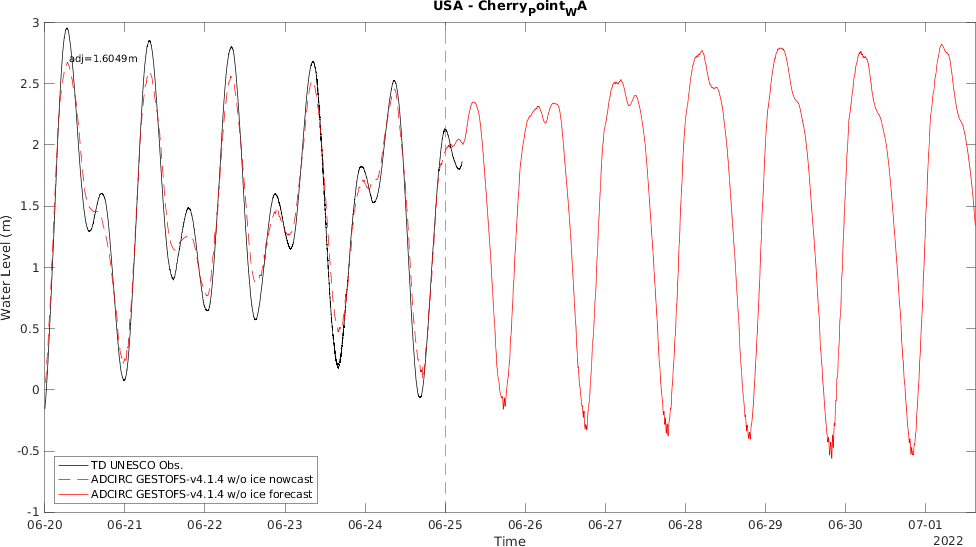 USA - CherryPointWA
adj=1.6049m
3
2.5
2
1.5
1
0.5
0
-0.5
-1
Water Level (m)
TD UNESCO Obs.
ADCIRC GESTOFS-v4.1.4 w/o ice nowcast
ADCIRC GESTOFS-v4.1.4 w/o ice forecast
06-20 06-21 06-22 06-23 06-24 06-25 06-26 06-27 06-28 06-29 06-30 07-01
Time
2022